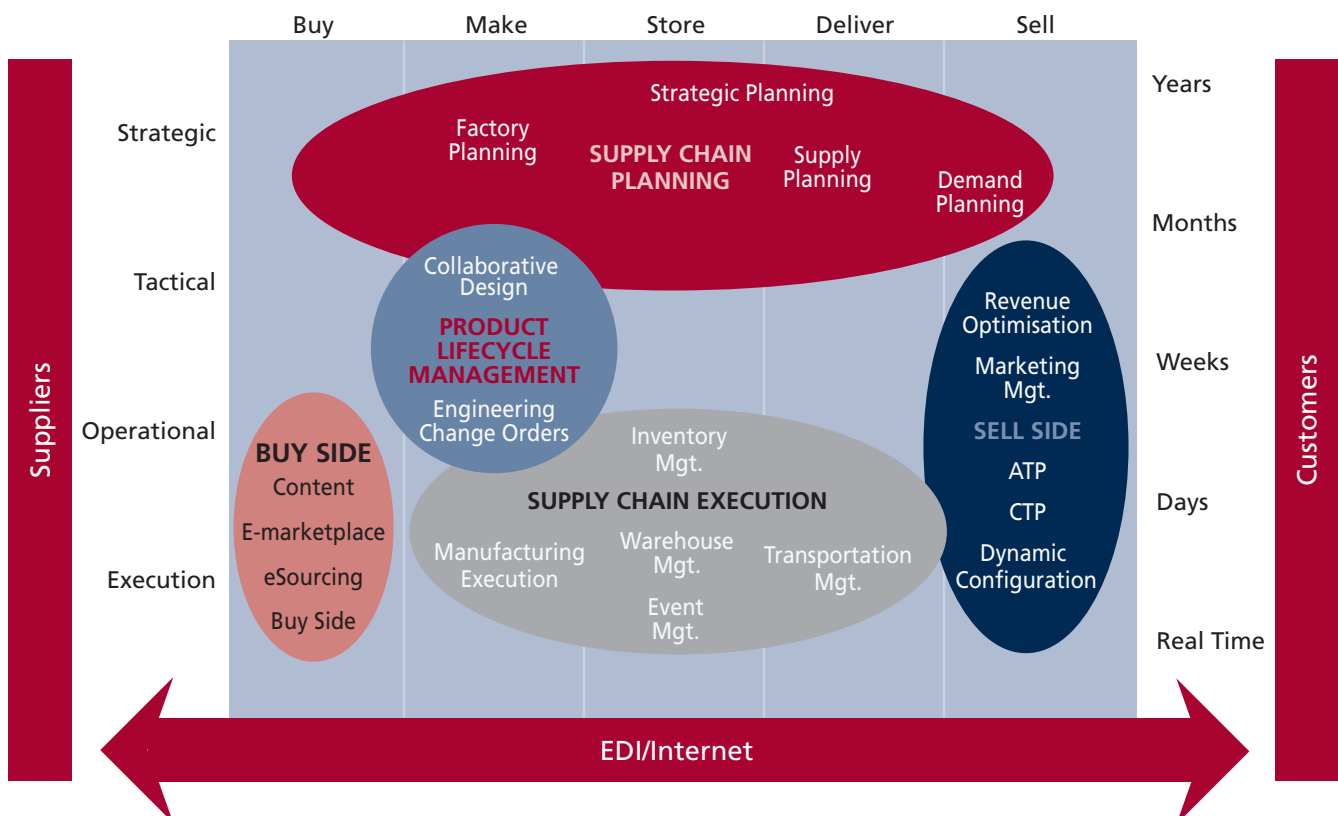 Buy
Make
Store
Deliver
Sell
Suppliers
Strategic
Tactical
Operational
Execution
Strategic Planning
Factory
Planning
SUPPLY CHAIN
PLANNING
Supply
Planning
Demand
Planning
Collaborative
Design
PRODUCT
LIFECYCLE
MANAGEMENT
Engineering
Change Orders
BUY SIDE
Content
E-marketplace
eSourcing
Buy Side
Inventory
Mgt.
SUPPLY CHAIN EXECUTION
Manufacturing
Execution
Warehouse
Mgt.
Transportation
Mgt.
Event
Mgt.
Revenue
Optimisation
Marketing
Mgt.
SELL SIDE
ATP
CTP
Dynamic
Configuration
Years
Months
Weeks
Days
Real Time
Customers
EDI/Internet